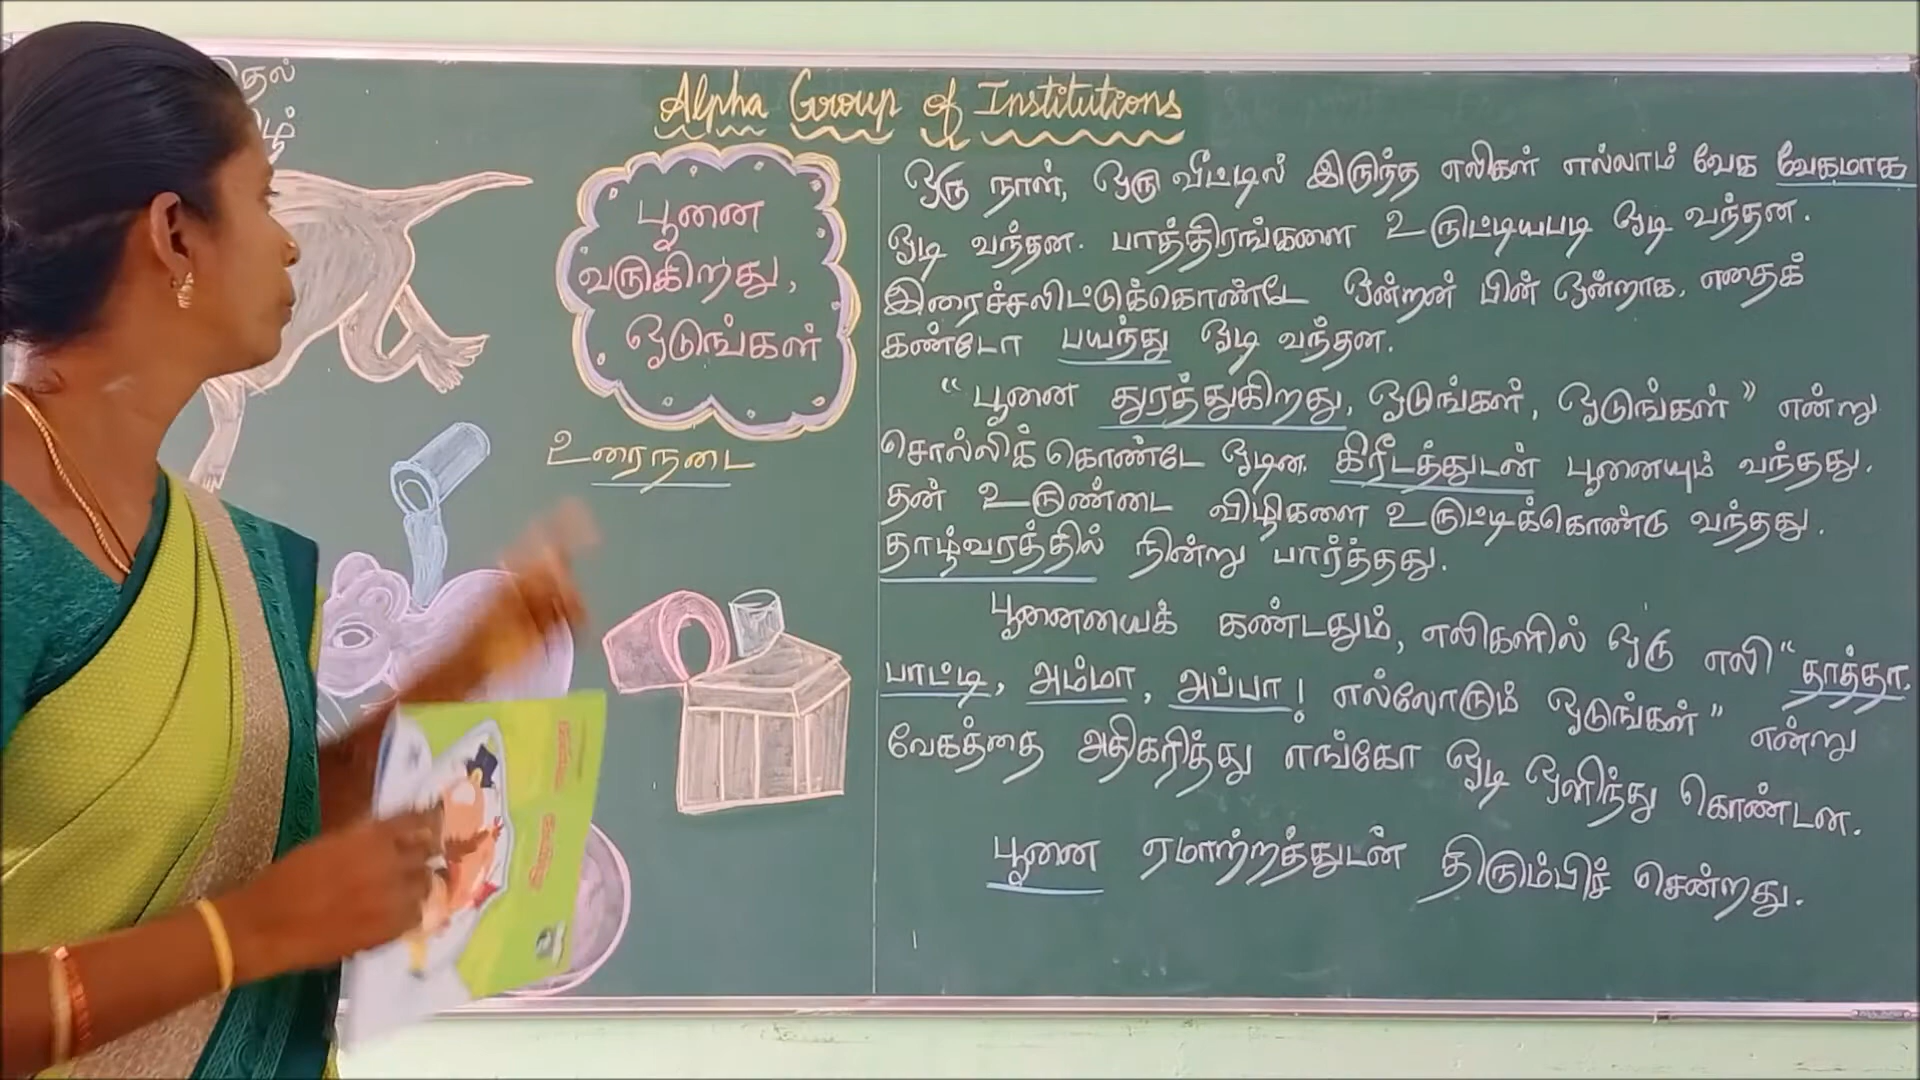 Alpha Group of Institutions
பூனை
வருகிறது,
ஓடுங்கள்
உரைநடை
ஒரு நாள், ஒரு வீட்டில் இருந்த எலிகள் எல்லாம் வேக வேகமாக
ஓடி வந்தன. பாத்திரங்களை உருட்டியபடி ஓடி வந்தன.
இரைச்சலிட்டுக்கொண்டே ஒன்றன் பின் ஒன்றாக, எதைக்
கண்டோ பயந்து ஓடி வந்தன.
“பூனை துரத்துகிறது, ஓடுங்கள், ஓடுங்கள்” என்று
சொல்லிக் கொண்டே ஓடின. கிரீடத்துடன் பூனையும் வந்தது.
தன் உருண்டை விழிகளை உருட்டிக்கொண்டு வந்தது.
தாழ்வரத்தில் நின்று பார்த்தது.
பூனையைக் கண்டதும், எலிகளில் ஒரு எலி “தாத்தா,
பாட்டி, அம்மா, அப்பா! எல்லோரும் ஓடுங்கள்” என்று
வேகத்தை அதிகரித்து எங்கோ ஓடி ஒளிந்து கொண்டன.
பூனை ஏமாற்றத்துடன் திரும்பிச் சென்றது.